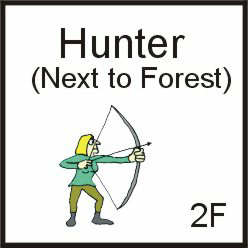 Hunter
(Next to Forest)
2F